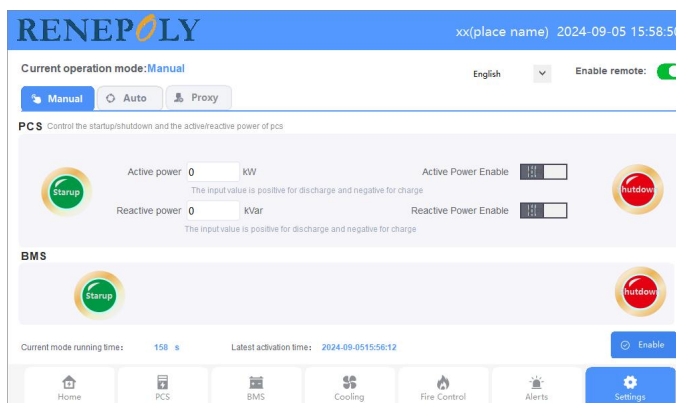 RENEPOLY
xx(place name) 2024-09-05 15:58:50
Current operation mode:Manual
English
Enable remote:
Manual
Auto
Proxy
PCS Control the startup/shutdown and the active/reactive power of pcs
Starup
Active power 0 kW
Active Power Enable
hutdow
The input value is positive for discharge and negative for charge
Reactive power 0 kVar
Reactive Power Enable
The input value is positive for discharge and negative for charge
BMS
Starup
hutdow
Current mode running time: 158 s
Latest activation time: 2024-09-0515:56:12
Enable
Home
PCS
BMS
Cooling
Fire Control
Alerts
Settings